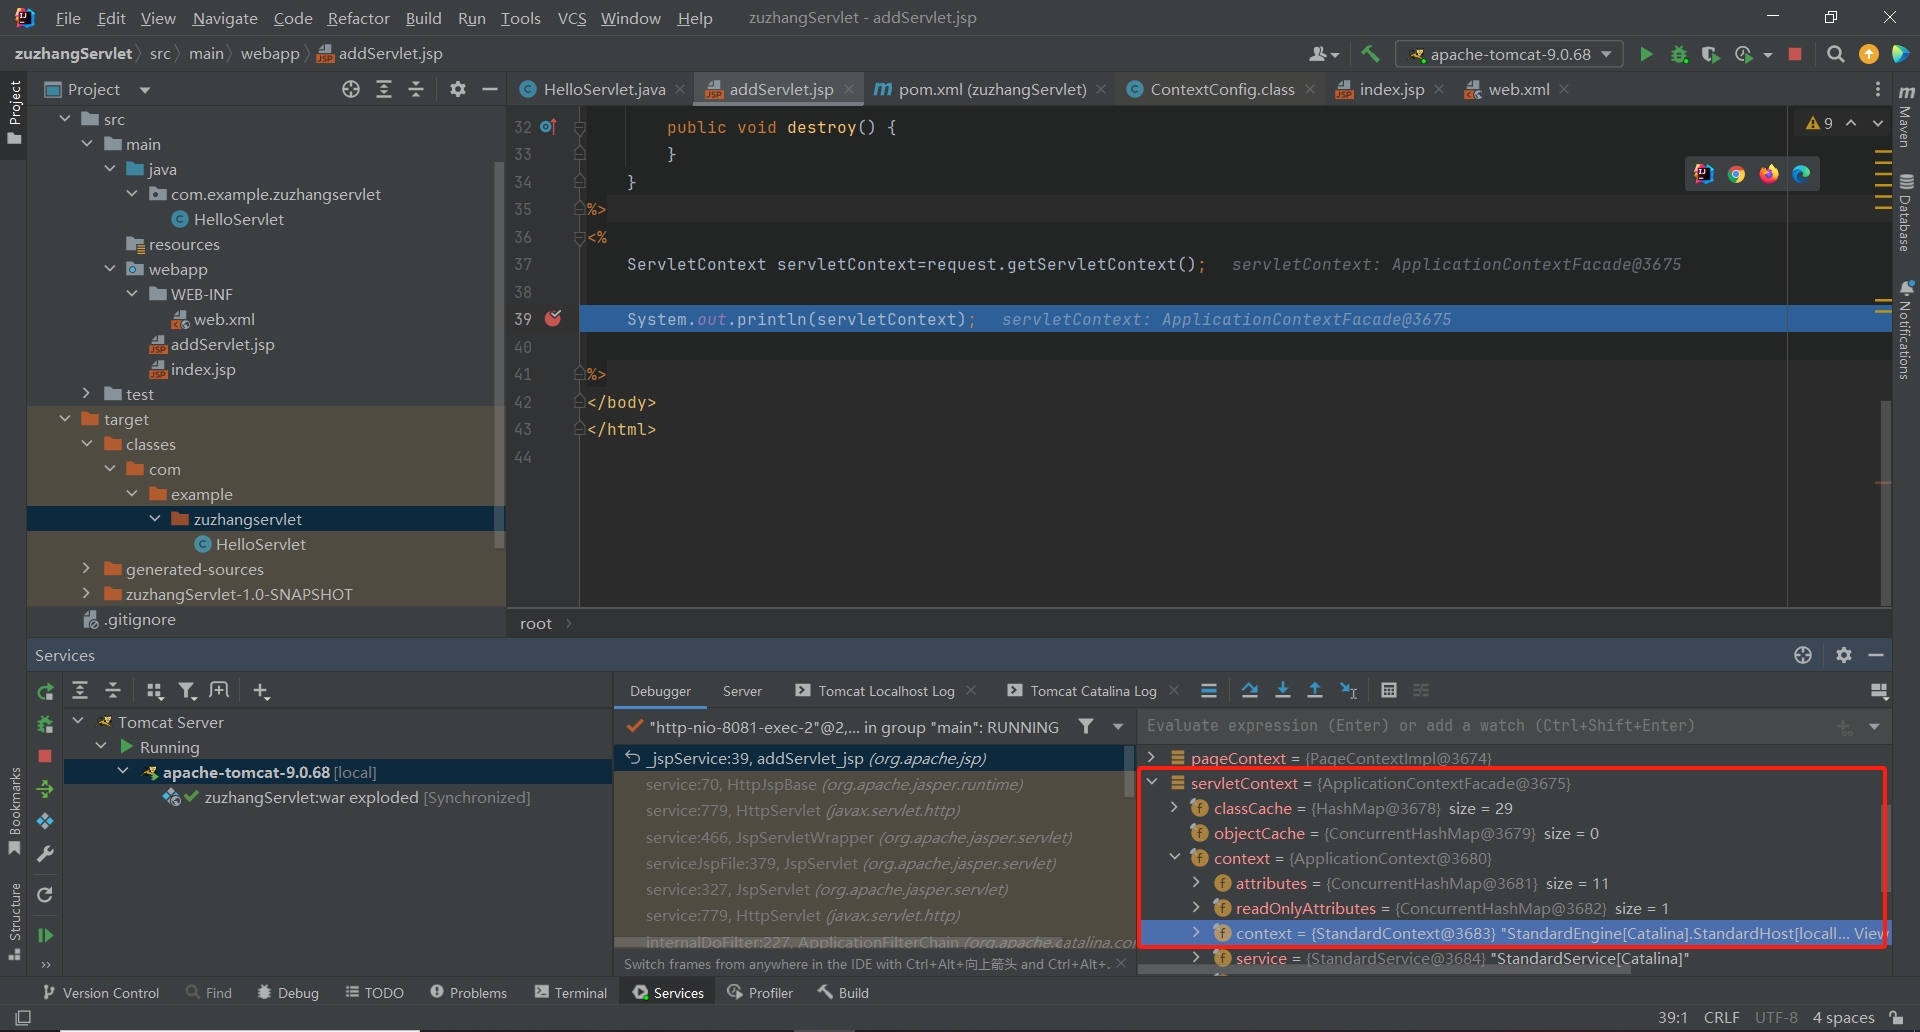 File Edit View Navigate Code Refactor Build Run Tools VCS Window Help zuzhangServlet - addServlet.jsp
zuzhangServlet src main webapp addServlet.jsp
apache-tomcat-9.0.68
Project
HelloServlet.java addServlet.jsp pom.xml (zuzhangServlet) ContextConfig.class index.jsp web.xml
Project
src
main
java
com.example.zuzhangservlet
HelloServlet
resources
webapp
WEB-INF
web.xml
addServlet.jsp
index.jsp
test
target
classes
com
example
zuzhangservlet
HelloServlet
generated-sources
zuzhangServlet-1.0-SNAPSHOT
.gitignore
9
32 public void destroy() {
33 }
34 }
35 %>
36 <%
37 ServletContext servletContext=request.getServletContext(); servletContext: ApplicationContextFacade@3675
38
39 System.out.println(servletContext); servletContext: ApplicationContextFacade@3675
40
41 %>
42 </body>
43 </html>
44
root
Maven
Database
Notifications
Services
Tomcat Server
Running
apache-tomcat-9.0.68 [local]
zuzhangServlet:war exploded [Synchronized]
Debugger Server Tomcat Localhost Log Tomcat Catalina Log
"http-nio-8081-exec-2"@2,... in group "main": RUNNING
_jspService:39, addServlet_jsp (org.apache.jsp)
service:70, HttpJspBase (org.apache.jasper.runtime)
service:779, HttpServlet (javax.servlet.http)
service:466, JspServletWrapper (org.apache.jasper.servlet)
serviceJspFile:379, JspServlet (org.apache.jasper.servlet)
service:327, JspServlet (org.apache.jasper.servlet)
service:779, HttpServlet (javax.servlet.http)
internalDoFilter:227, ApplicationFilterChain (org.apache.catalina.cor
Switch frames from anywhere in the IDE with Ctrl+Alt+向上箭头 and Ctrl+Alt+.
Evaluate expression (Enter) or add a watch (Ctrl+Shift+Enter)
pageContext = {PageContextImpl@3674}
servletContext = {ApplicationContextFacade@3675}
classCache = {HashMap@3678} size = 29
objectCache = {ConcurrentHashMap@3679} size = 0
context = {ApplicationContext@3680}
attributes = {ConcurrentHashMap@3681} size = 11
readOnlyAttributes = {ConcurrentHashMap@3682} size = 1
context = {StandardContext@3683} "StandardEngine[Catalina].StandardHost[locall... View
service = {StandardService@3684} "StandardService[Catalina]"
Bookmarks
Structure
Version Control Find Debug TODO Problems Terminal Services Profiler Build
39:1 CRLF UTF-8 4 spaces